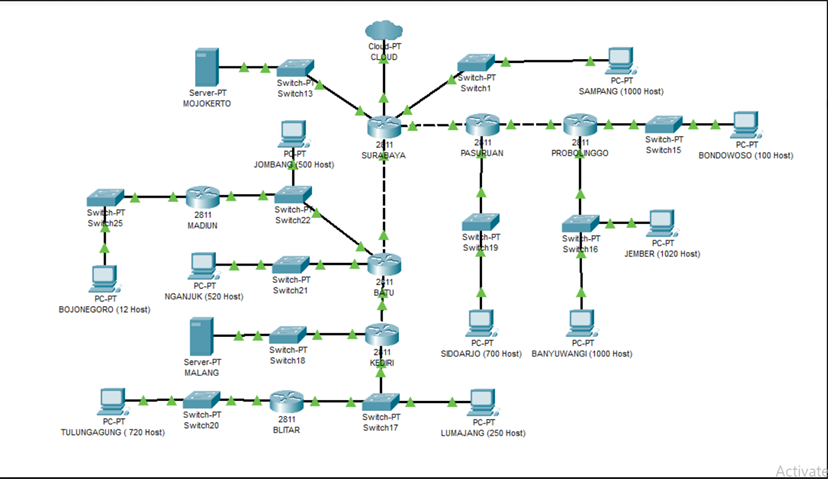 Cloud-PT
CLOUD
Server-PT
MOJOKERTO
Switch-PT
Switch13
Switch-PT
Switch1
PC-PT
SAMPANG (1000 Host)
2811
SURABAYA
2811
PASURUAN
2811
PROBOLINGGO
Switch-PT
Switch15
PC-PT
BONDOWOSO (100 Host)
PC-PT
JOMBANG (500 Host)
Switch-PT
Switch25
2811
MADIUN
Switch-PT
Switch22
Switch-PT
Switch19
Switch-PT
Switch16
PC-PT
JEMBER (1020 Host)
PC-PT
BOJONEGORO (12 Host)
PC-PT
NGANJUK (520 Host)
Switch-PT
Switch21
2811
BATU
Server-PT
MALANG
Switch-PT
Switch18
2811
KEDIRI
PC-PT
SIDOARJO (700 Host)
PC-PT
BANYUWANGI (1000 Host)
PC-PT
TULUNGAGUNG ( 720 Host)
Switch-PT
Switch20
2811
BLITAR
Switch-PT
Switch17
PC-PT
LUMAJANG (250 Host)
Activate